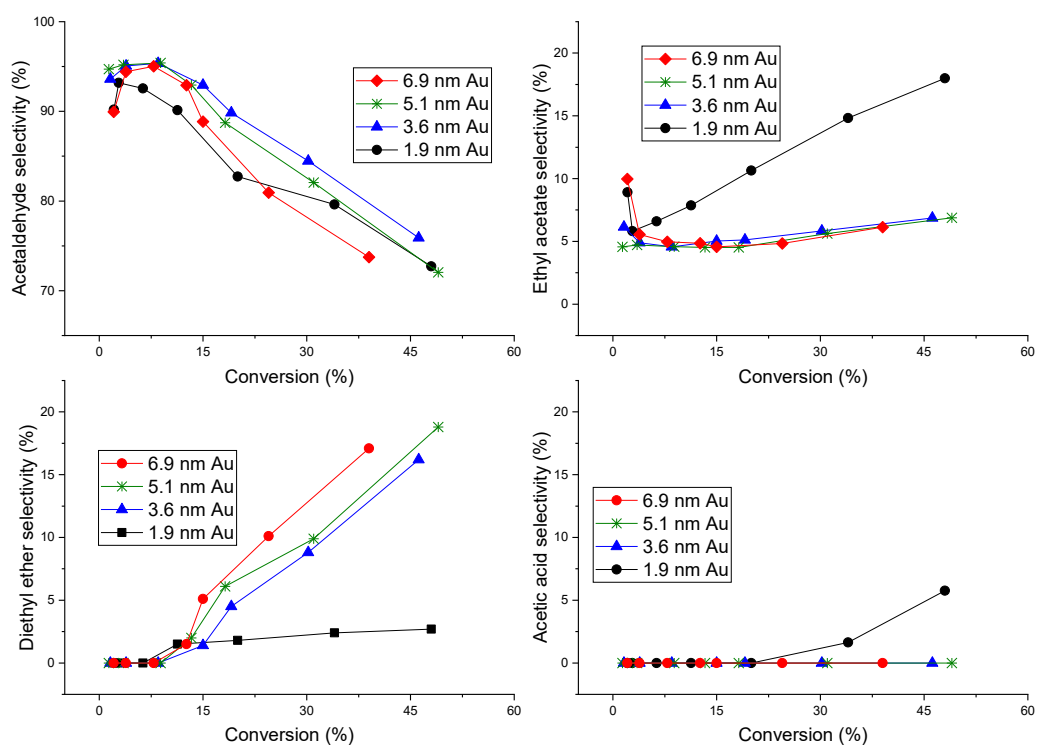 100
90
80
70
Acetaldehyde selectivity (%)
6.9 nm Au
5.1 nm Au
3.6 nm Au
1.9 nm Au
0
15
30
45
60
Conversion (%)
20
15
10
5
0
Ethyl acetate selectivity (%)
6.9 nm Au
5.1 nm Au
3.6 nm Au
1.9 nm Au
0
15
30
45
60
Conversion (%)
20
15
10
5
0
Diethyl ether selectivity (%)
6.9 nm Au
5.1 nm Au
3.6 nm Au
1.9 nm Au
0
15
30
45
60
Conversion (%)
20
15
10
5
0
Acetic acid selectivity (%)
6.9 nm Au
5.1 nm Au
3.6 nm Au
1.9 nm Au
0
15
30
45
60
Conversion (%)